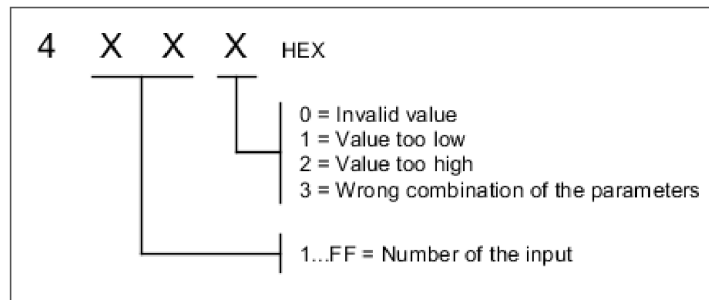 4 X X X HEX
0 = Invalid value
1 = Value too low
2 = Value too high
3 = Wrong combination of the parameters
1...FF = Number of the input